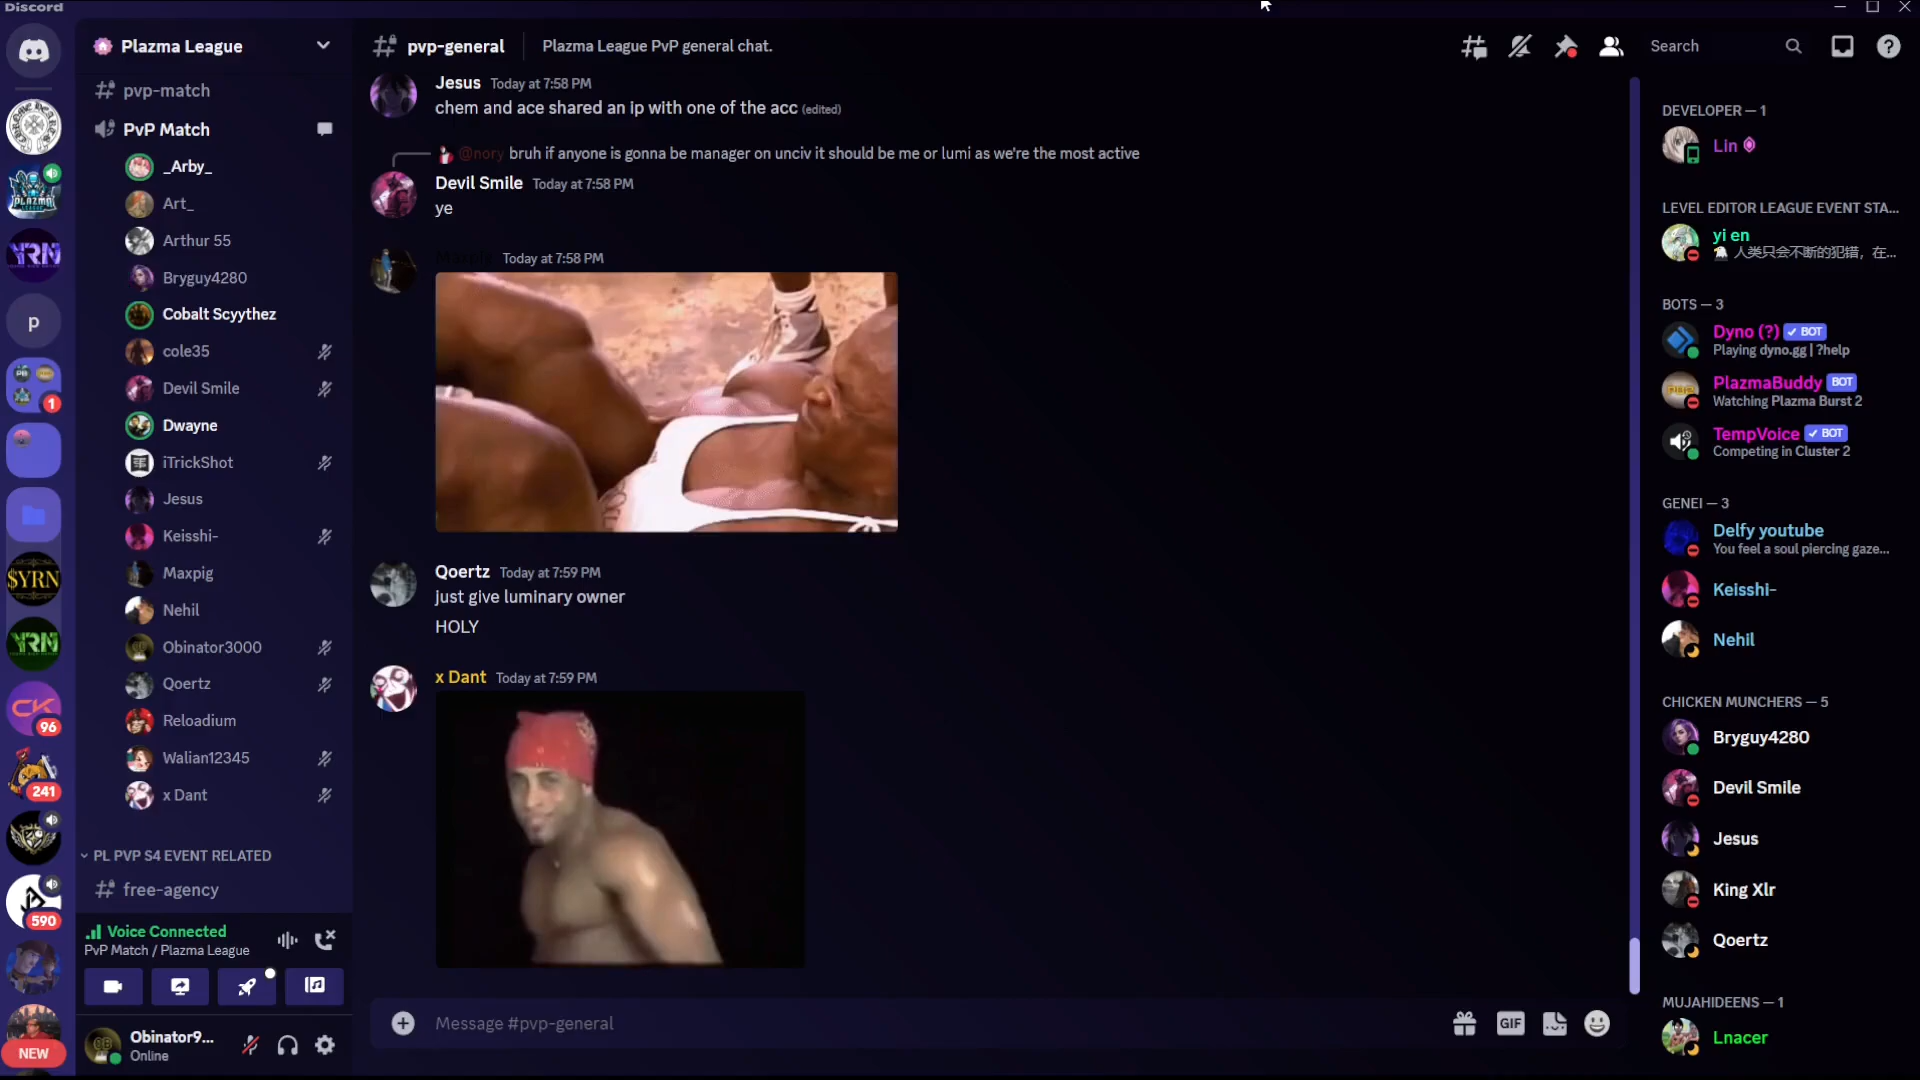 Discord
Plazma League
pvp-match
PvP Match
_Arby_
Art_
Arthur 55
Bryguy4280
Cobalt Scyythez
cole35
Devil Smile
Dwayne
iTrickShot
Jesus
Keisshi-
Maxpig
Nehil
Obinator3000
Qoertz
Reloadium
Walian12345
x Dant
PL PVP S4 EVENT RELATED
free-agency
Voice Connected
PvP Match / Plazma League
Obinator9...
Online
PLAZMA
YRN
p
1
$YRN
YRN
CK
96
241
590
NEW
pvp-general
Plazma League PvP general chat.
Search
Jesus Today at 7:58 PM
chem and ace shared an ip with one of the acc (edited)
@nory bruh if anyone is gonna be manager on unciv it should be me or lumi as we're the most active
Devil Smile Today at 7:58 PM
ye
Maxpig Today at 7:58 PM
Qoertz Today at 7:59 PM
just give luminary owner
HOLY
x Dant Today at 7:59 PM
Message #pvp-general
GIF
DEVELOPER — 1
Lin
LEVEL EDITOR LEAGUE EVENT STA...
yi en
人类只会不断的犯错，在...
BOTS — 3
Dyno (?) BOT
Playing dyno.gg | ?help
PlazmaBuddy BOT
Watching Plazma Burst 2
TempVoice BOT
Competing in Cluster 2
GENEI — 3
Delfy youtube
You feel a soul piercing gaze...
Keisshi-
Nehil
CHICKEN MUNCHERS — 5
Bryguy4280
Devil Smile
Jesus
King Xlr
Qoertz
MUJAHIDEENS — 1
Lnacer